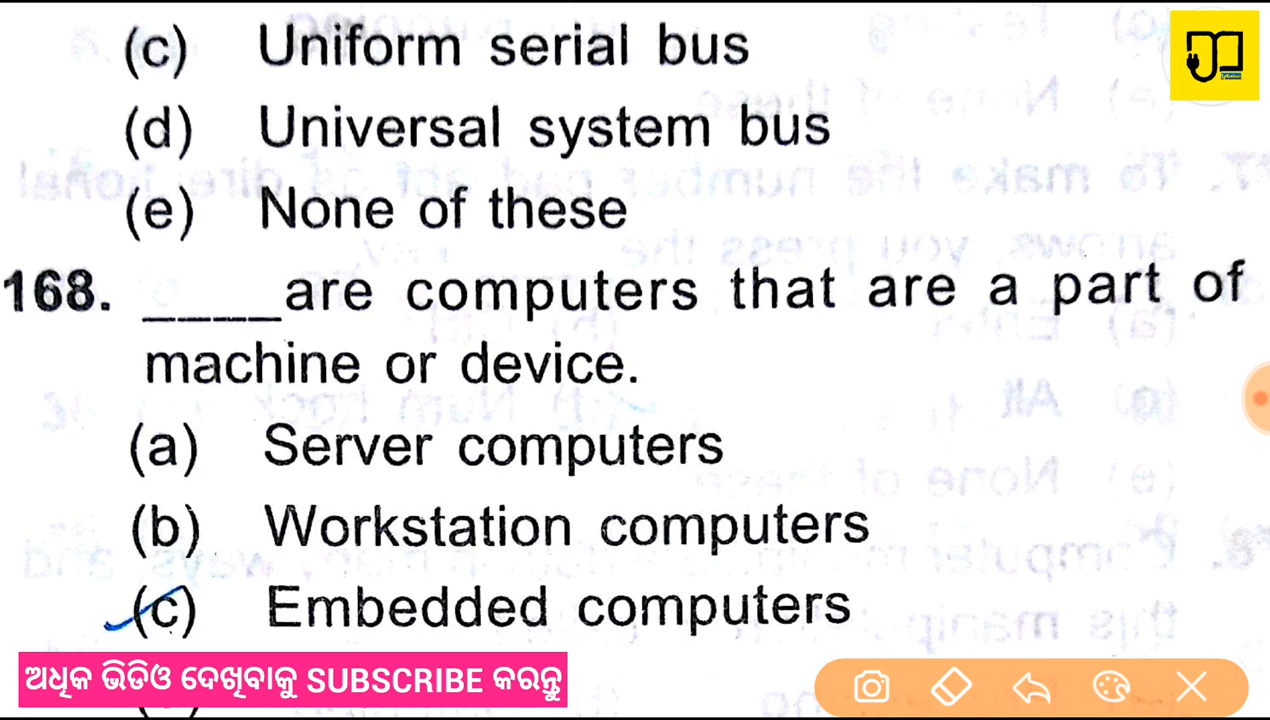 (c) Uniform serial bus
(d) Universal system bus
(e) None of these
168. ____are computers that are a part of
machine or device.
(a) Server computers
(b) Workstation computers
(c) Embedded computers
ଅଧିକ ଭିଡିଓ ଦେଖିବାକୁ SUBSCRIBE କରନ୍ତୁ